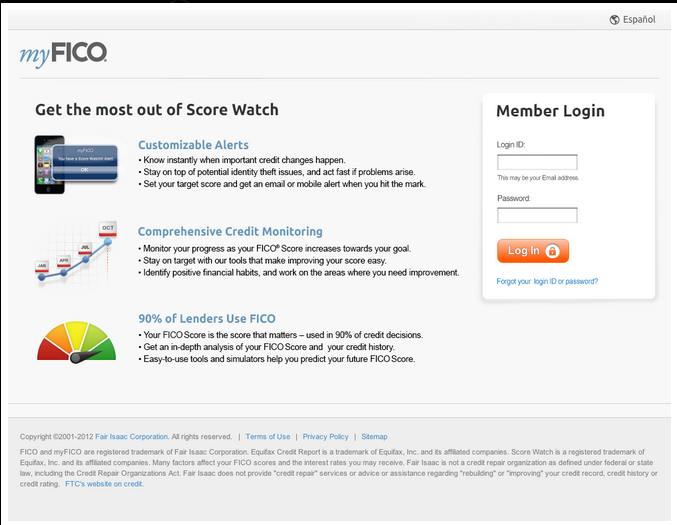 Español
myFICO
Get the most out of Score Watch
Member Login
Customizable Alerts
• Know instantly when important credit changes happen.
• Stay on top of potential identity theft issues, and act fast if problems arise.
• Set your target score and get an email or mobile alert when you hit the mark.
myFICO
You have a Score Watch Alert
OK
Login ID:
This may be your Email address.
Password:
Log In
Forgot your login ID or password?
Comprehensive Credit Monitoring
• Monitor your progress as your FICO® Score increases towards your goal.
• Stay on target with our tools that make improving your score easy.
• Identify positive financial habits, and work on the areas where you need improvement.
JAN
APR
JUL
OCT
90% of Lenders Use FICO
• Your FICO Score is the score that matters – used in 90% of credit decisions.
• Get an in-depth analysis of your FICO Score and your credit history.
• Easy-to-use tools and simulators help you predict your future FICO Score.
Copyright ©2001-2012 Fair Isaac Corporation. All rights reserved. | Terms of Use | Privacy Policy | Sitemap
FICO and myFICO are registered trademark of Fair Isaac Corporation. Equifax Credit Report is a trademark of Equifax, Inc. and its affiliated companies. Score Watch is a registered trademark of
Equifax, Inc. and its affiliated companies. Many factors affect your FICO scores and the interest rates you may receive. Fair Isaac is not a credit repair organization as defined under federal or state
law, including the Credit Repair Organizations Act. Fair Isaac does not provide "credit repair" services or advice or assistance regarding "rebuilding" or "improving" your credit record, credit history or
credit rating. FTC's website on credit.